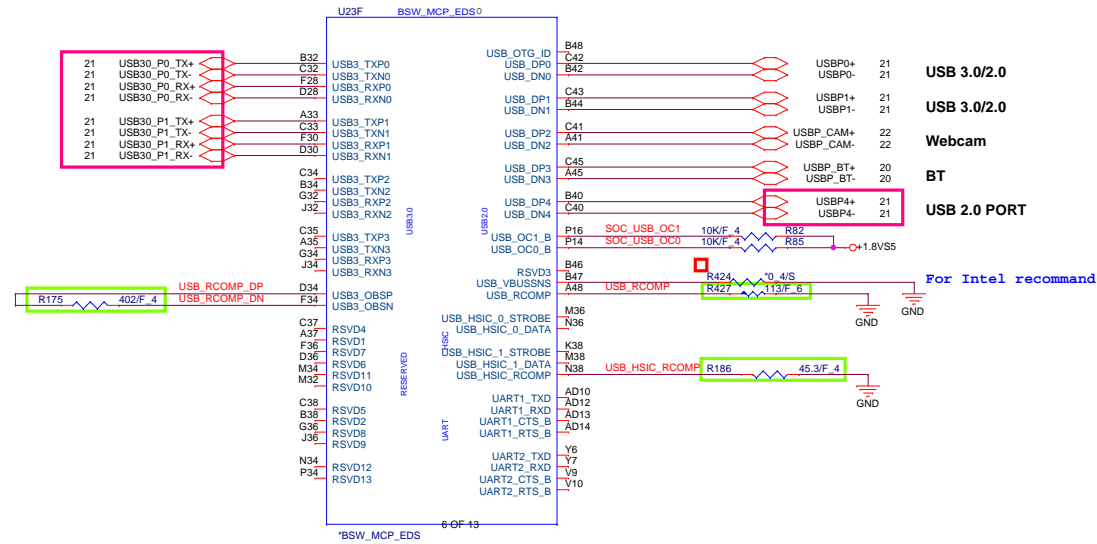 U23F BSW_MCP_EDS0
21 USB30_P0_TX+ B32 USB3_TXP0
21 USB30_P0_TX- C32 USB3_TXN0
21 USB30_P0_RX+ F28 USB3_RXP0
21 USB30_P0_RX- D28 USB3_RXN0
21 USB30_P1_TX+ A33 USB3_TXP1
21 USB30_P1_TX- C33 USB3_TXN1
21 USB30_P1_RX+ F30 USB3_RXP1
21 USB30_P1_RX- D30 USB3_RXN1
C34 USB3_TXP2
B34 USB3_TXN2
G32 USB3_RXP2
J32 USB3_RXN2
C35 USB3_TXP3
A35 USB3_TXN3
G34 USB3_RXP3
J34 USB3_RXN3
R175 402/F_4 USB_RCOMP_DP D34 USB3_OBSP
USB_RCOMP_DN F34 USB3_OBSN
C37 RSVD4
A37 RSVD1
F36 RSVD7
D36 RSVD6
M34 RSVD11
M32 RSVD10
C38 RSVD5
B38 RSVD2
G36 RSVD8
J36 RSVD9
N34 RSVD12
P34 RSVD13
USB3.0
RESERVED
USB2.0
HSIC
UART
USB_OTG_ID B48
USB_DP0 C42 USBP0+ 21
USB_DN0 B42 USBP0- 21
USB 3.0/2.0
USB_DP1 C43 USBP1+ 21
USB_DN1 B44 USBP1- 21
USB 3.0/2.0
USB_DP2 C41 USBP_CAM+ 22
USB_DN2 A41 USBP_CAM- 22
Webcam
USB_DP3 C45 USBP_BT+ 20
USB_DN3 A45 USBP_BT- 20
BT
USB_DP4 B40 USBP4+ 21
USB_DN4 C40 USBP4- 21
USB 2.0 PORT
USB_OC1_B P16 SOC_USB_OC1 10K/F_4 R82
USB_OC0_B P14 SOC_USB_OC0 10K/F_4 R85 +1.8VS5
RSVD3 B46
USB_VBUSSNS B47 R424 *0_4/S
For Intel recommand
USB_RCOMP A48 USB_RCOMP R427 113/F_6
GND
GND
USB_HSIC_0_STROBE M36
USB_HSIC_0_DATA N36
USB_HSIC_1_STROBE K38
USB_HSIC_1_DATA M38
USB_HSIC_RCOMP N38 USB_HSIC_RCOMP R186 45.3/F_4
GND
UART1_TXD AD10
UART1_RXD AD12
UART1_CTS_B AD13
UART1_RTS_B AD14
UART2_TXD Y6
UART2_RXD Y7
UART2_CTS_B V9
UART2_RTS_B V10
6 OF 13
*BSW_MCP_EDS